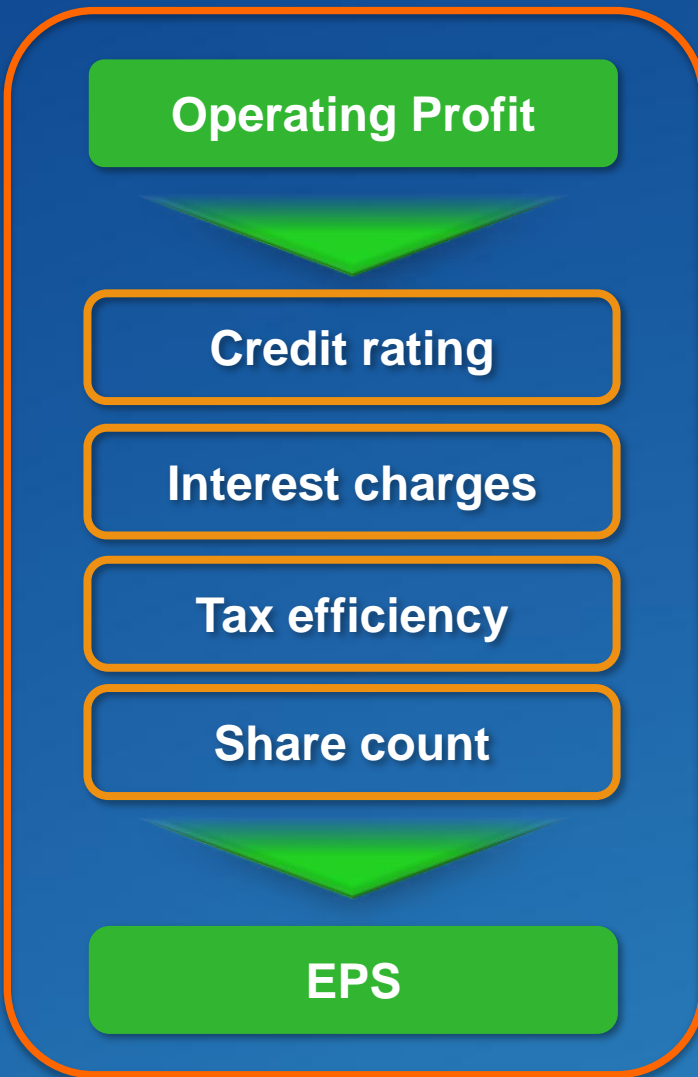 Operating Profit
Credit rating
Interest charges
Tax efficiency
Share count
EPS